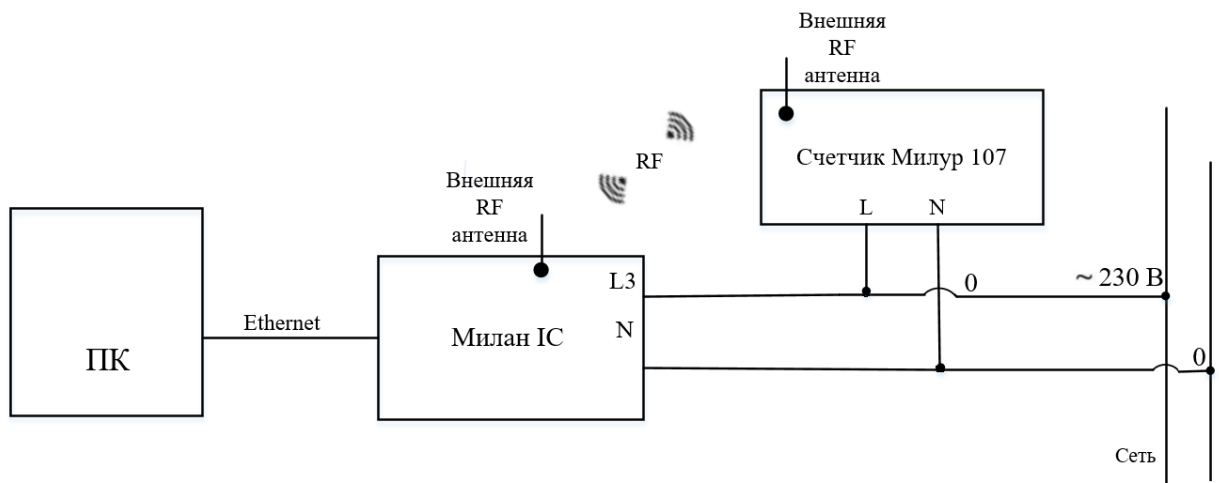 Внешняя
RF
антенна
Счетчик Милур 107
RF
L N
Внешняя
RF
антенна
L3
0
~ 230 В
Ethernet
N
Милан IC
ПК
0
Сеть